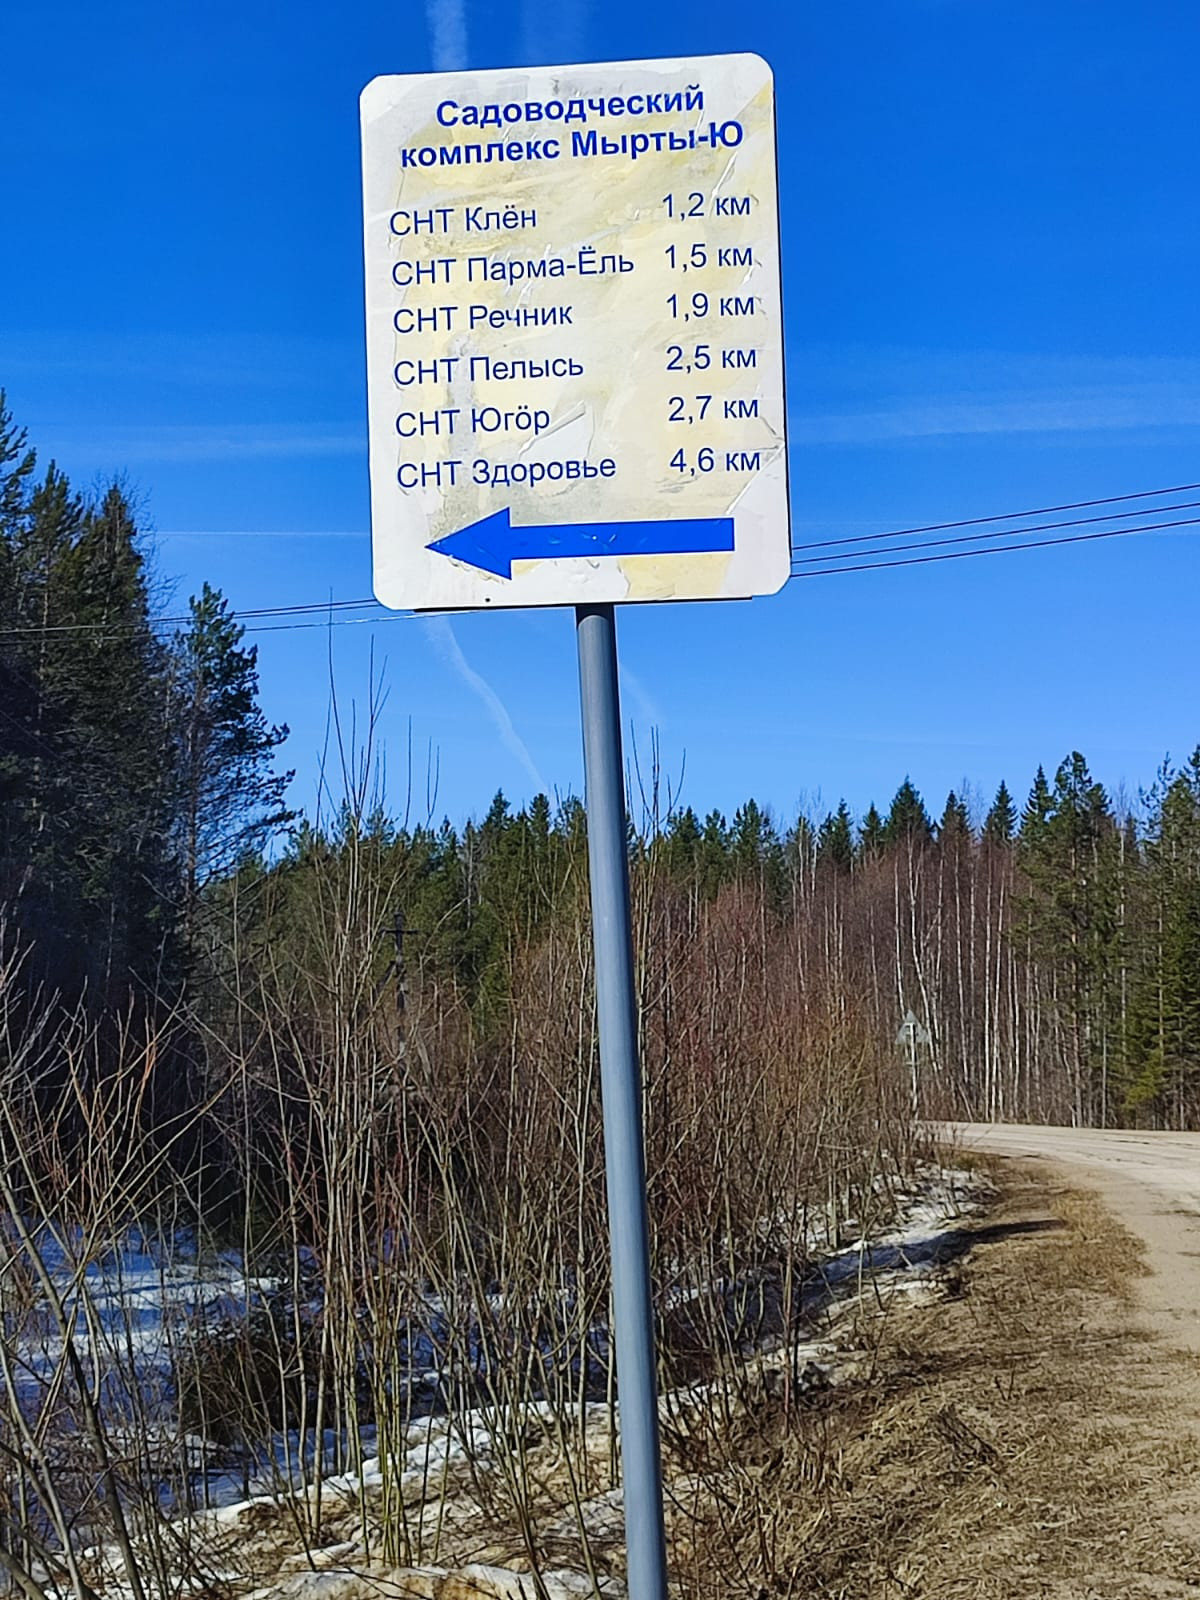 Садоводческий
комплекс Мырты-Ю
СНТ Клён 1,2 км
СНТ Парма-Ёль 1,5 км
СНТ Речник 1,9 км
СНТ Пелысь 2,5 км
СНТ Югöр 2,7 км
СНТ Здоровье 4,6 км